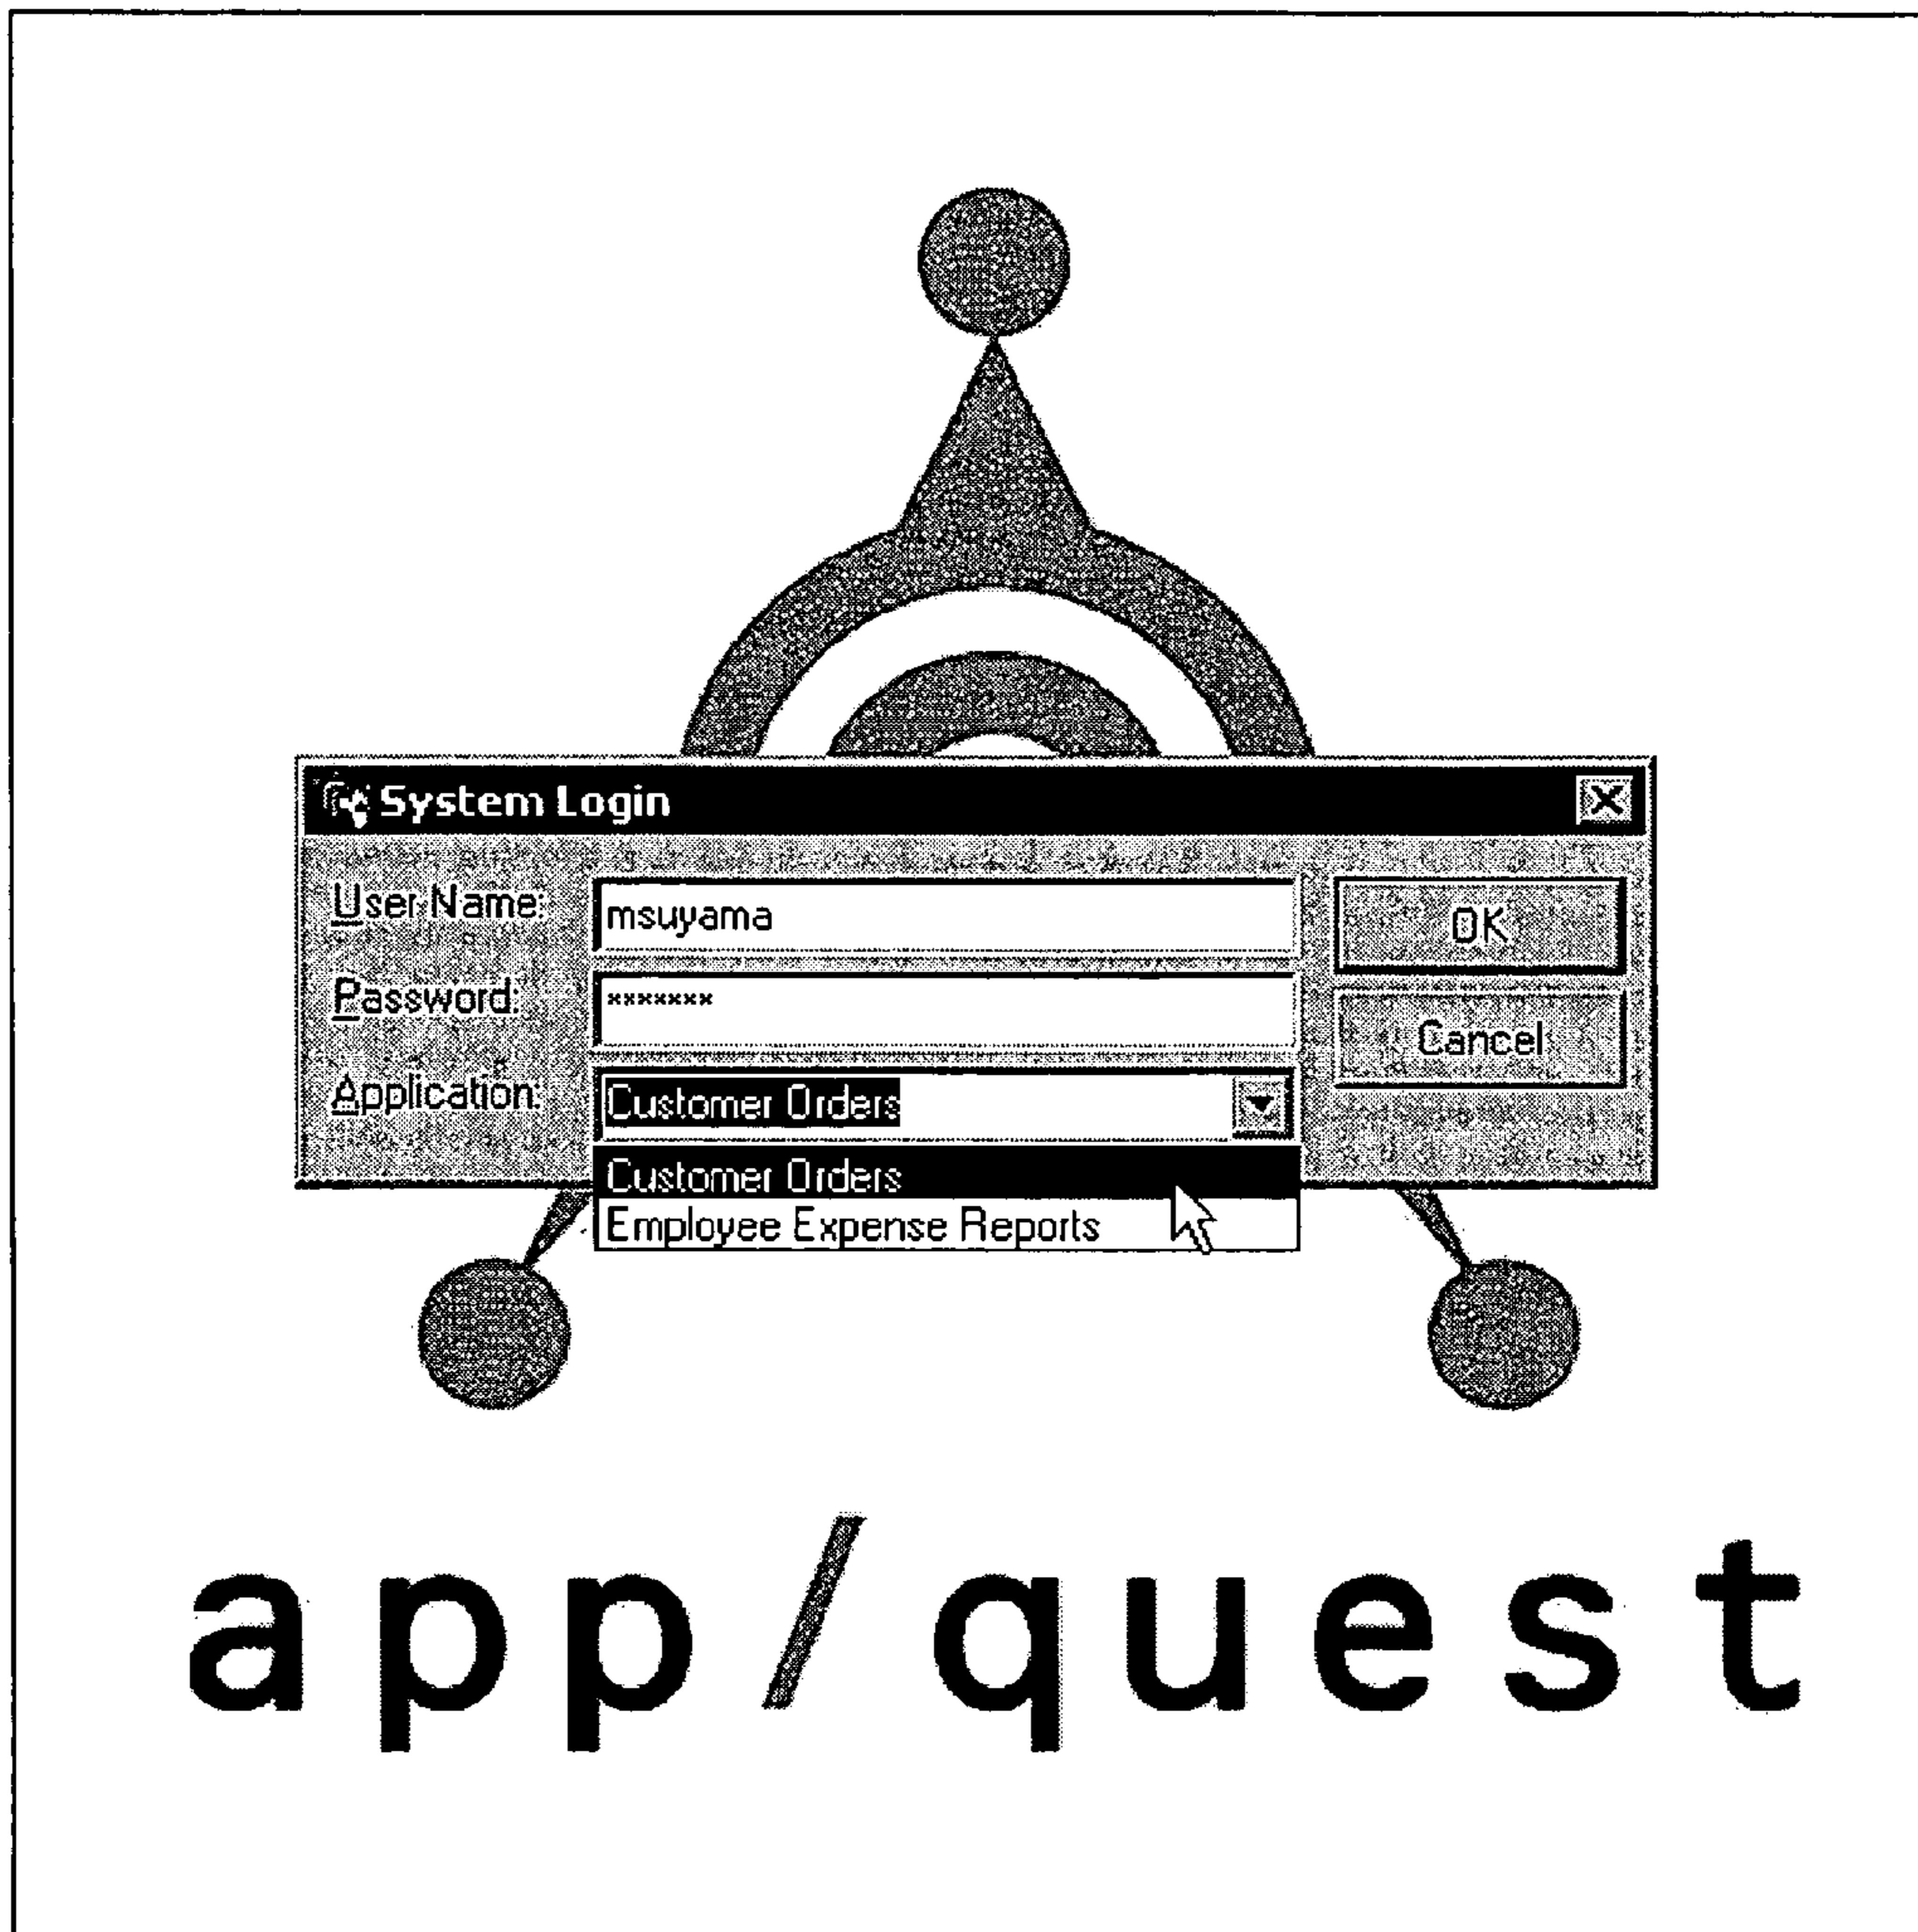 System Login
User Name: msuyama
OK
Password: *******
Cancel
Application: Customer Orders
Customer Orders
Employee Expense Reports
app/quest